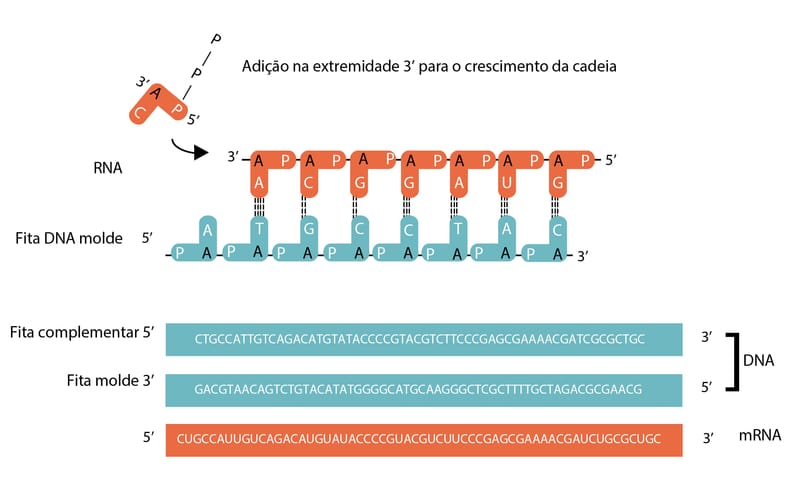 P
P
Adição na extremidade 3’ para o crescimento da cadeia
3’ A P 5’
C
RNA
3’ A P A P A P A P A P A P A P 5’
A C G G A U G
Fita DNA molde 5’
A T G C C T A C
P A P A P A P A P A P A P A P A 3’
Fita complementar 5’ CTGCCATTGTCAGACATGTATACCCCGTACGTCTTCCCGAGCGAAAACGATCGCGCTGC 3’
DNA
Fita molde 3’ GACGTAACAGTCTGTACATATGGGGCATGCAAGGGCTCGCTTTTGCTAGACGCGAACG 5’
5’ CUGCCAUUGUCAGACAUGUAUACCCCGUACGUCUUCCCGAGCGAAAACGAUCUGCGCUGC 3’ mRNA